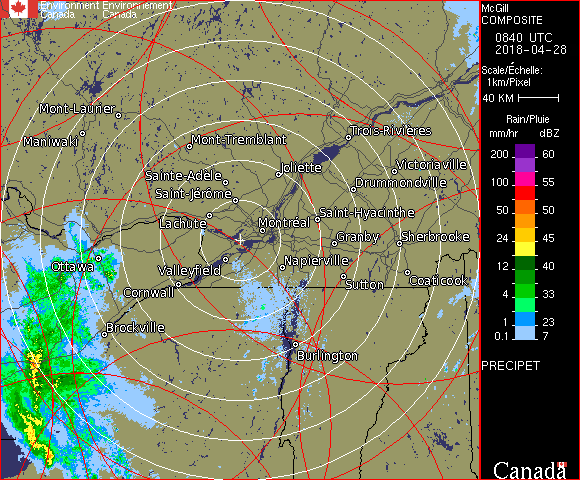 Environment Environnement
Canada Canada
McGill
COMPOSITE
0840 UTC
2018-04-28
Scale/Échelle:
1km/Pixel
40 KM
Rain/Pluie
mm/hr dBZ
200 60
150 57
100 55
50 50
24 45
12 40
4 33
1 23
0.1 7
PRECIPET
Canada
Mont-Laurier
Maniwaki
Mont-Tremblant
Trois-Rivières
Joliette
Victoriaville
Sainte-Adèle
Drummondville
Saint-Jérôme
Saint-Hyacinthe
Lachute
Montréal
Granby
Sherbrooke
Ottawa
Valleyfield
Napierville
Cornwall
Sutton
Coaticook
Brockville
Burlington